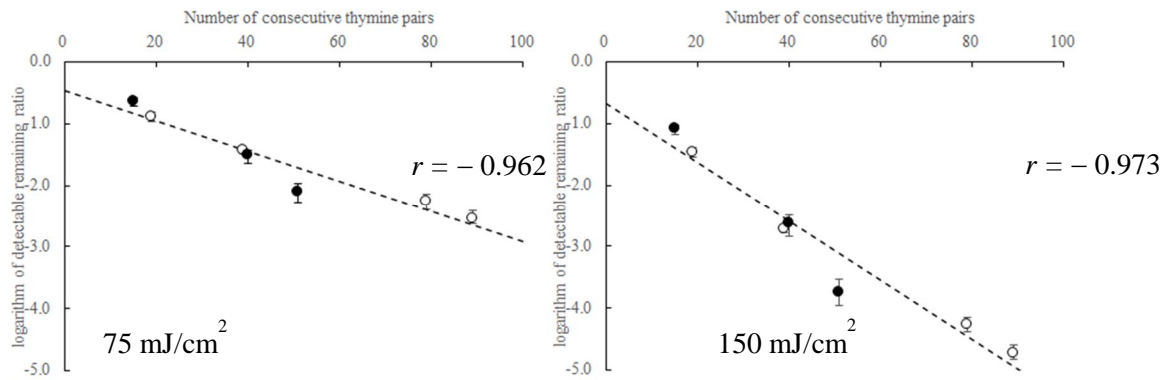 Number of consecutive thymine pairs
0 20 40 60 80 100
0.0
-1.0
-2.0
-3.0
-4.0
-5.0
logarithm of detectable remaining ratio
r = − 0.962
75 mJ/cm²
Number of consecutive thymine pairs
0 20 40 60 80 100
0.0
-1.0
-2.0
-3.0
-4.0
-5.0
logarithm of detectable remaining ratio
r = − 0.973
150 mJ/cm²